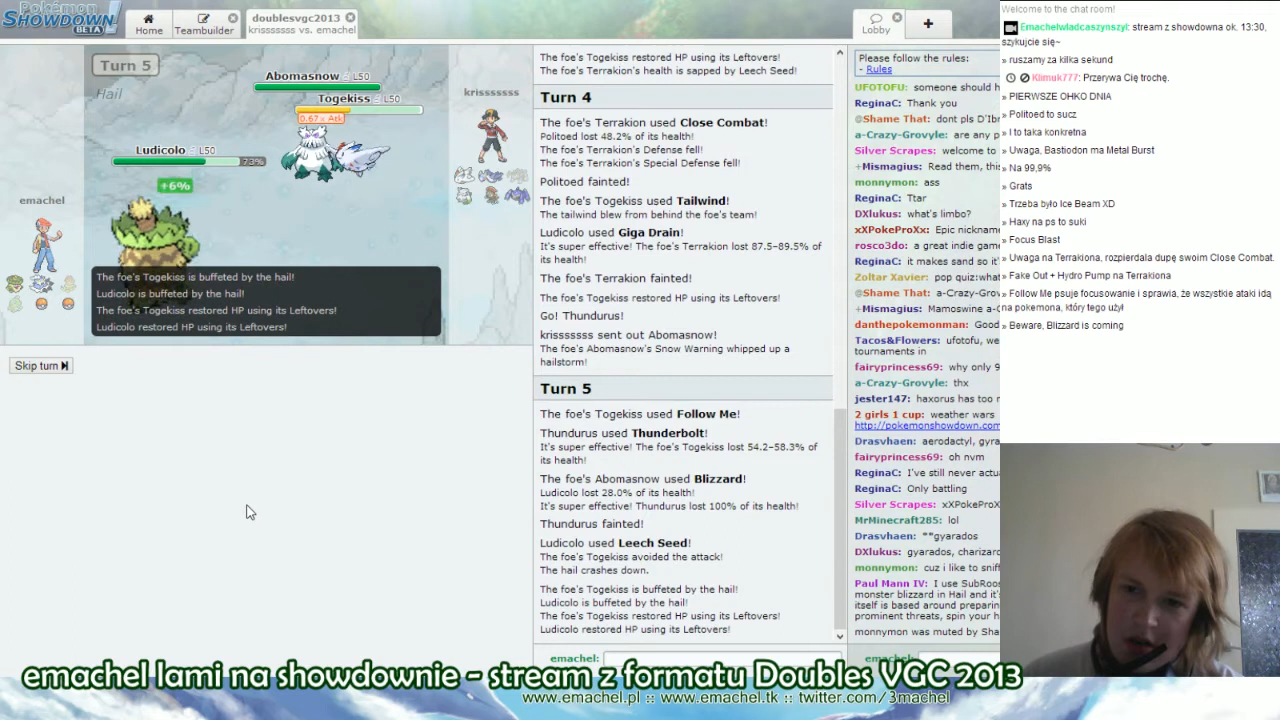 Pokémon
SHOWDOWN
BETA
Home
Teambuilder
doublesvgc2013
krisssssss vs. emachel
Lobby
Turn 5
Hail
Abomasnow L50
Togekiss L50
0.67× Atk
Ludicolo L50
73%
+6%
emachel
krisssssss
The foe's Togekiss is buffeted by the hail!
Ludicolo is buffeted by the hail!
The foe's Togekiss restored HP using its Leftovers!
Ludicolo restored HP using its Leftovers!
Skip turn
The foe's Togekiss restored HP using its Leftovers!
The foe's Terrakion's health is sapped by Leech Seed!
Turn 4
The foe's Terrakion used Close Combat!
Politoed lost 48.2% of its health!
The foe's Terrakion's Defense fell!
The foe's Terrakion's Special Defense fell!
Politoed fainted!
The foe's Togekiss used Tailwind!
The tailwind blew from behind the foe's team!
Ludicolo used Giga Drain!
It's super effective! The foe's Terrakion lost 87.5–89.5% of
its health!
The foe's Terrakion fainted!
The foe's Togekiss restored HP using its Leftovers!
Go! Thundurus!
krisssssss sent out Abomasnow!
The foe's Abomasnow's Snow Warning whipped up a
hailstorm!
Turn 5
The foe's Togekiss used Follow Me!
Thundurus used Thunderbolt!
It's super effective! The foe's Togekiss lost 54.2–58.3% of
its health!
The foe's Abomasnow used Blizzard!
Ludicolo lost 28.0% of its health!
It's super effective! Thundurus lost 100% of its health!
Thundurus fainted!
Ludicolo used Leech Seed!
The foe's Togekiss avoided the attack!
The hail crashes down.
The foe's Togekiss is buffeted by the hail!
Ludicolo is buffeted by the hail!
The foe's Togekiss restored HP using its Leftovers!
Ludicolo restored HP using its Leftovers!
emachel:
Please follow the rules:
- Rules
UFOTOFU: someone should h
ReginaC: Thank you
@Shame That: dont pls D'Ibr
a-Crazy-Grovyle: are any p
Silver Scrapes: welcome to
+Mismagius: Read them, this
monnymon: ass
ReginaC: Ttar
DXlukus: what's limbo?
xXPokeProXx: Epic nickname
rosco3do: a great indie game
ReginaC: it makes sand so it's
Zoltar Xavier: pop quiz:what
@Shame That: a-Crazy-Grov
+Mismagius: Mamoswine a-C
danthepokemonman: Good
Tacos&Flowers: ufotofu, we
tournaments in
fairyprincess69: why only 9
a-Crazy-Grovyle: thx
jester147: haxorus has too m
2 girls 1 cup: weather wars
http://pokemonshowdown.com
Drasvhaen: aerodactyl, gyra
fairyprincess69: oh nvm
ReginaC: I've still never actu
ReginaC: Only battling
Silver Scrapes: xXPokeProX
MrMinecraft285: lol
Drasvhaen: **gyarados
DXlukus: gyarados, charizard
monnymon: cuz i like to sniff
Paul Mann IV: I use SubRoos
monster blizzard in Hail and it's
itself is based around preparin
prominent threats, spin your h
monnymon was muted by Sha
emachel:
Welcome to the chat room!
Emachelwladcaszynszyl: stream z showdowna ok. 13:30,
szykujcie się~
» ruszamy za kilka sekund
Klimuk777: Przerywa Cię trochę.
» PIERWSZE OHKO DNIA
» Politoed to sucz
» I to taka konkretna
» Uwaga, Bastiodon ma Metal Burst
» Na 99,9%
» Grats
» Trzeba było Ice Beam XD
» Haxy na ps to suki
» Focus Blast
» Uwaga na Terrakiona, rozpierdala dupę swoim Close Combat.
» Fake Out + Hydro Pump na Terrakiona
» Follow Me psuje focusowanie i sprawia, że wszystkie ataki idą
na pokemona, który tego użył
» Beware, Blizzard is coming
emachel lami na showdownie - stream z formatu Doubles VGC 2013
www.emachel.pl :: www.emachel.tk :: twitter.com/3machel